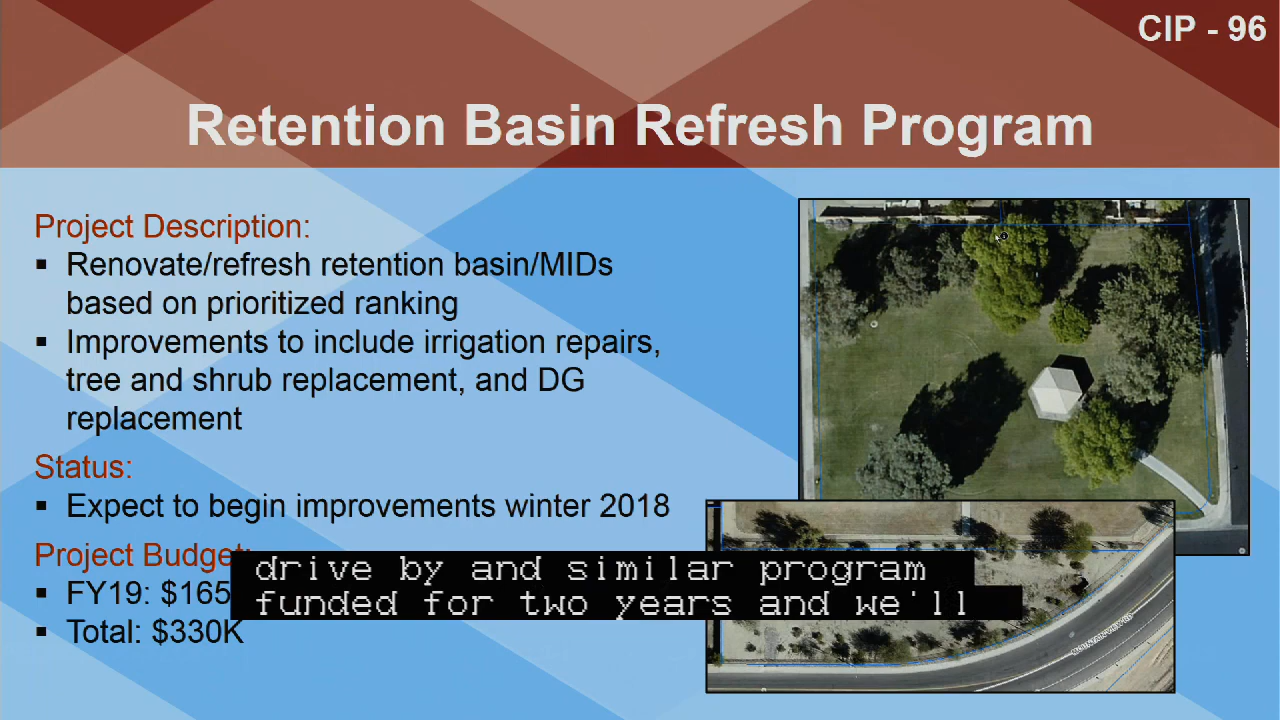 CIP - 96
Retention Basin Refresh Program
Project Description:
▪ Renovate/refresh retention basin/MIDs
based on prioritized ranking
▪ Improvements to include irrigation repairs,
tree and shrub replacement, and DG
replacement
Status:
▪ Expect to begin improvements winter 2018
Project Budget:
▪ FY19: $165
▪ Total: $330K
drive by and similar program
funded for two years and we'll